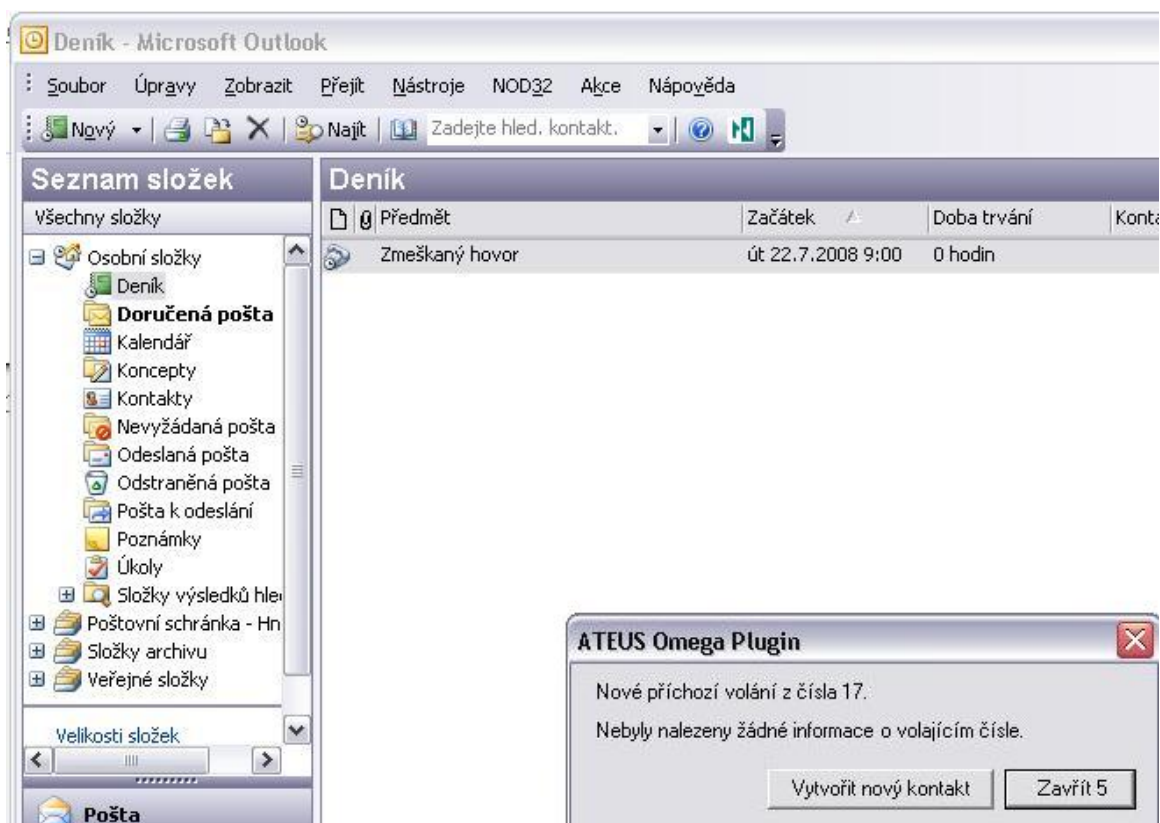 Deník - Microsoft Outlook
Soubor Úpravy Zobrazit Přejít Nástroje NOD32 Akce Nápověda
Nový Najít Zadejte hled. kontakt.
Seznam složek
Všechny složky
Osobní složky
Deník
Doručená pošta
Kalendář
Koncepty
Kontakty
Nevyžádaná pošta
Odeslaná pošta
Odstraněná pošta
Pošta k odeslání
Poznámky
Úkoly
Složky výsledků hle
Poštovní schránka - Hn
Složky archivu
Veřejné složky
Velikosti složek
Pošta
Deník
Předmět Začátek Doba trvání Konta
Zmeškaný hovor út 22.7.2008 9:00 0 hodin
ATEUS Omega Plugin
Nové příchozí volání z čísla 17.
Nebyly nalezeny žádné informace o volajícím čísle.
Vytvořit nový kontakt Zavřít 5